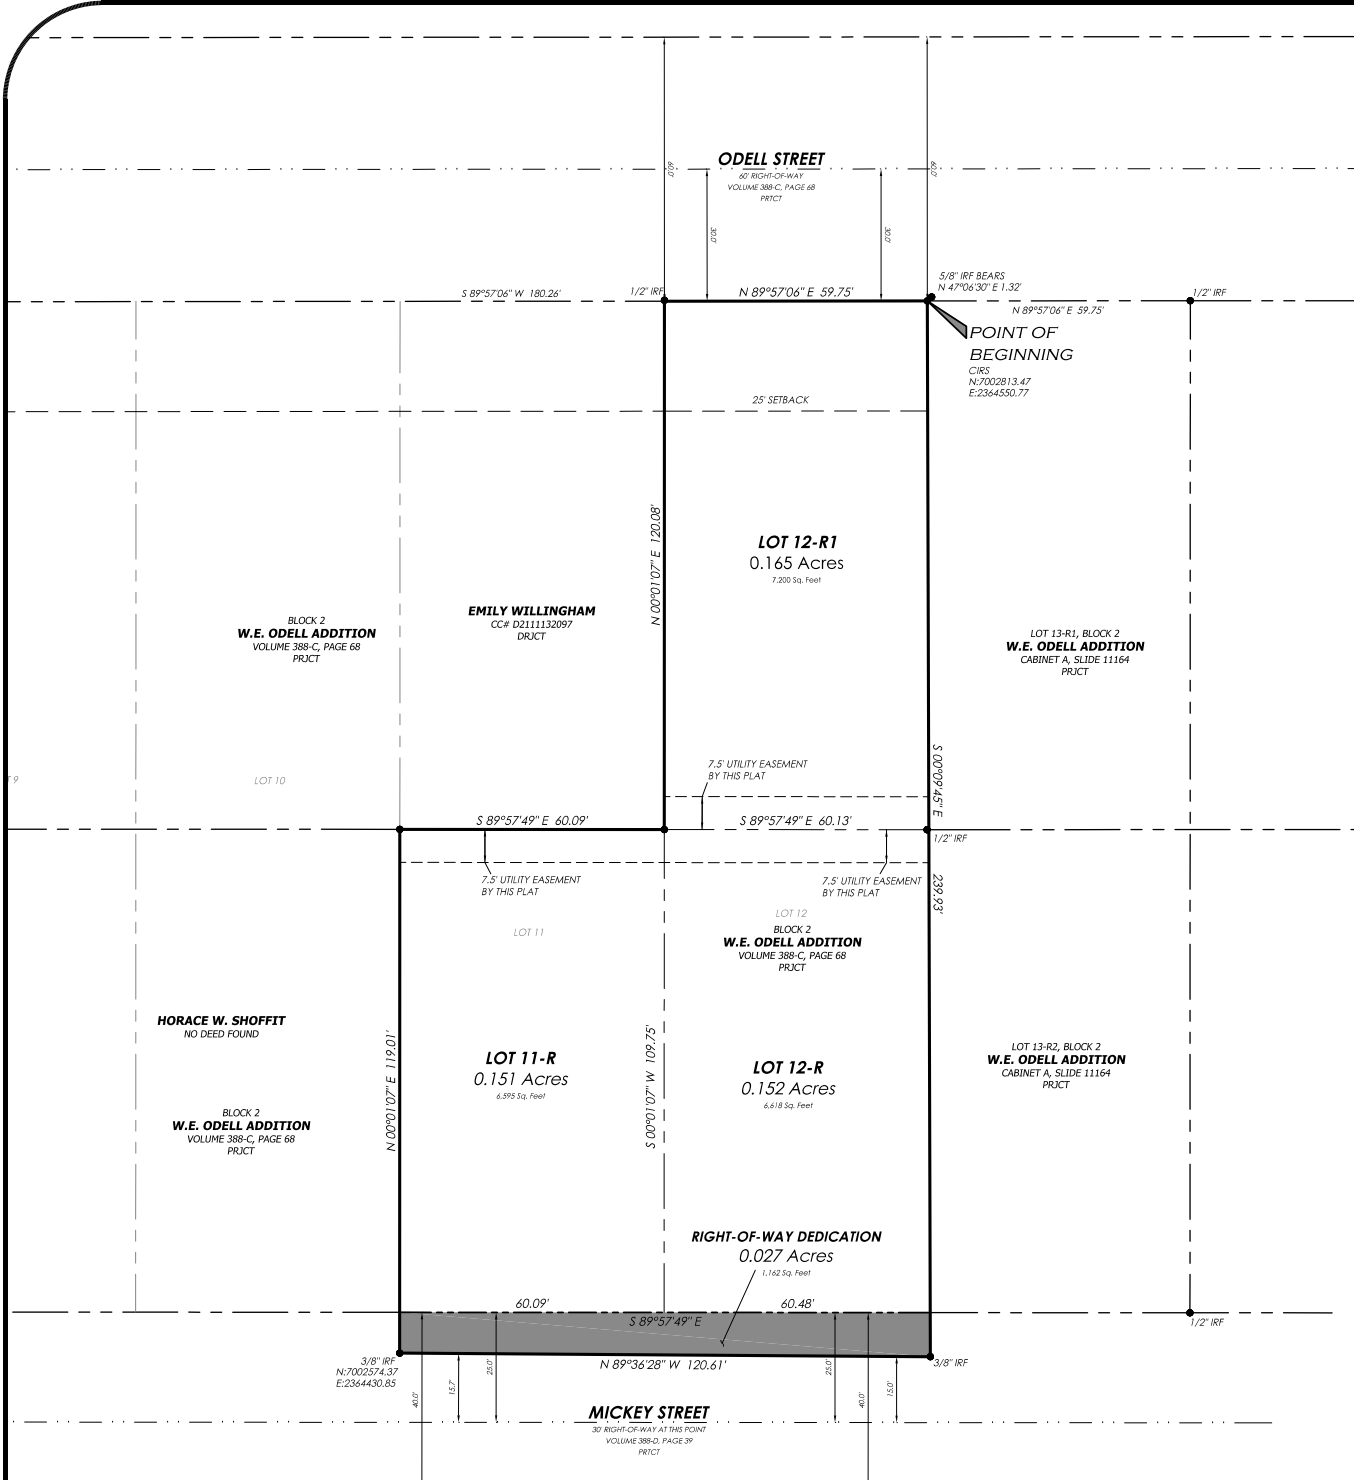 ODELL STREET
60' RIGHT-OF-WAY
VOLUME 388-C, PAGE 68
PRTCT
60.0'
60.0'
30.0'
30.0'
S 89°57'06" W 180.26'
1/2" IRF
N 89°57'06" E 59.75'
5/8" IRF BEARS
N 47°06'30" E 1.32'
1/2" IRF
N 89°57'06" E 59.75'
POINT OF
BEGINNING
CIRS
N:7002813.47
E:2364550.77
25' SETBACK
N 00°01'07" E 120.08'
LOT 12-R1
0.165 Acres
7,200 Sq. Feet
EMILY WILLINGHAM
CC# D2111132097
DRJCT
BLOCK 2
W.E. ODELL ADDITION
VOLUME 388-C, PAGE 68
PRJCT
LOT 13-R1, BLOCK 2
W.E. ODELL ADDITION
CABINET A, SLIDE 11164
PRJCT
T 9
LOT 10
7.5' UTILITY EASEMENT
BY THIS PLAT
S 00°09'45" E 239.93'
S 89°57'49" E 60.09'
S 89°57'49" E 60.13'
1/2" IRF
7.5' UTILITY EASEMENT
BY THIS PLAT
7.5' UTILITY EASEMENT
BY THIS PLAT
LOT 11
LOT 12
BLOCK 2
W.E. ODELL ADDITION
VOLUME 388-C, PAGE 68
PRJCT
HORACE W. SHOFFIT
NO DEED FOUND
N 00°01'07" E 119.01'
LOT 11-R
0.151 Acres
6,595 Sq. Feet
S 00°01'07" W 109.75'
LOT 12-R
0.152 Acres
6,618 Sq. Feet
LOT 13-R2, BLOCK 2
W.E. ODELL ADDITION
CABINET A, SLIDE 11164
PRJCT
BLOCK 2
W.E. ODELL ADDITION
VOLUME 388-C, PAGE 68
PRJCT
RIGHT-OF-WAY DEDICATION
0.027 Acres
1,162 Sq. Feet
60.09'
60.48'
S 89°57'49" E
1/2" IRF
3/8" IRF
N:7002574.37
E:2364430.85
N 89°36'28" W 120.61'
3/8" IRF
40.0'
15.7'
25.0'
25.0'
40.0'
15.0'
MICKEY STREET
30' RIGHT-OF-WAY AT THIS POINT
VOLUME 388-D, PAGE 39
PRTCT